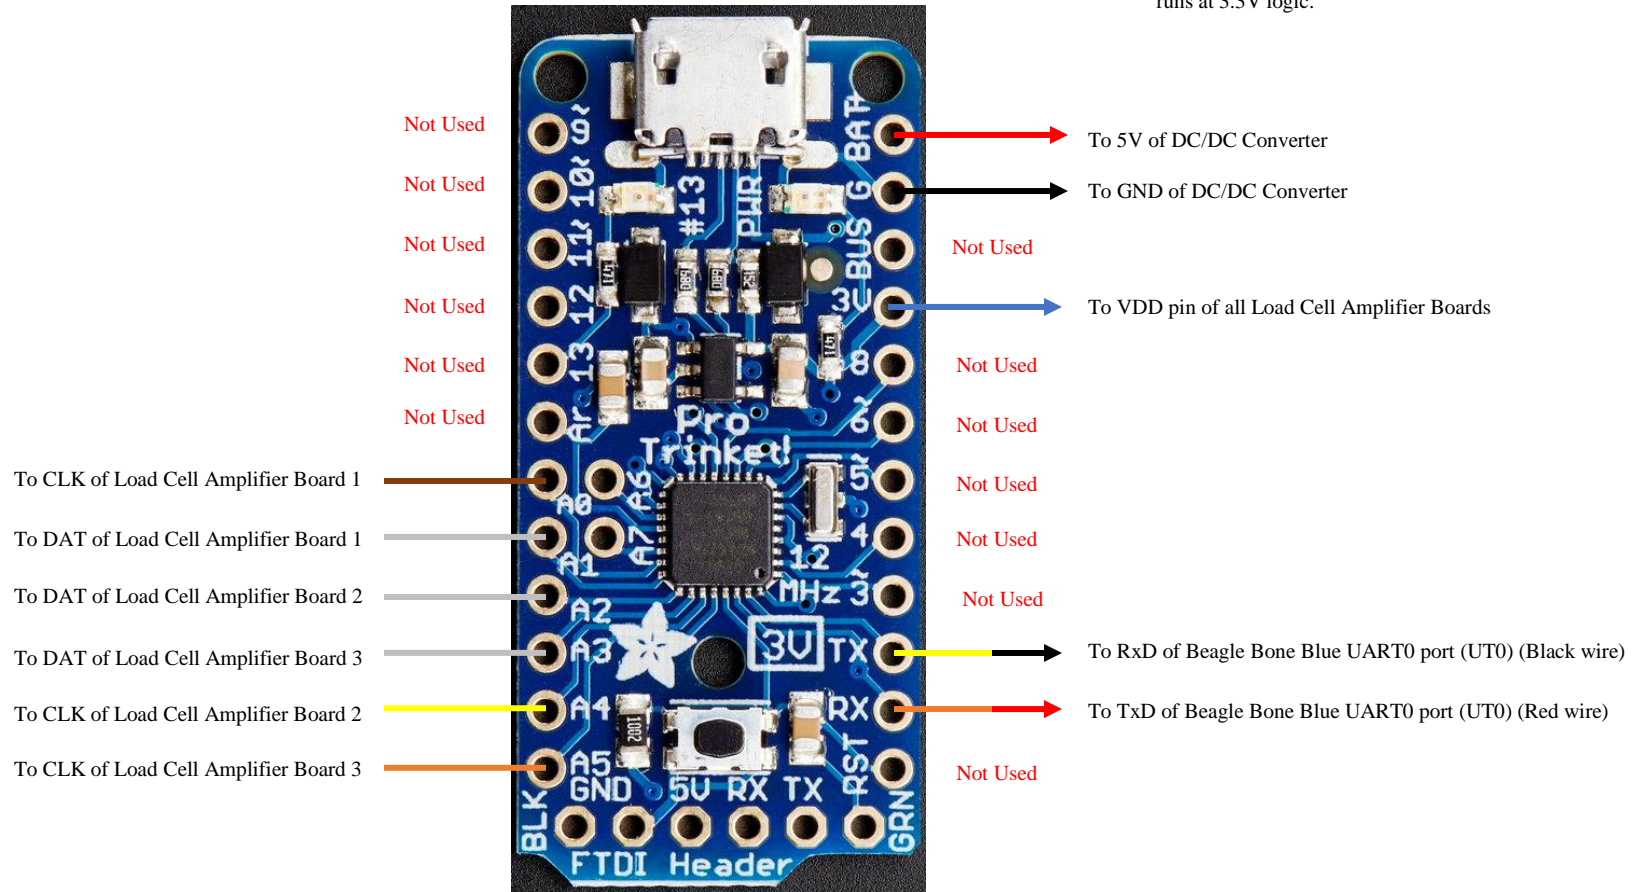 runs at 3.3V logic.
Not Used
Not Used
Not Used
Not Used
Not Used
Not Used
To CLK of Load Cell Amplifier Board 1
To DAT of Load Cell Amplifier Board 1
To DAT of Load Cell Amplifier Board 2
To DAT of Load Cell Amplifier Board 3
To CLK of Load Cell Amplifier Board 2
To CLK of Load Cell Amplifier Board 3
9~
10~
11~
12
13
Ar
A0
A1
A2
A3
A4
A5
A6
A7
#13
PWR
471
680
680
152
471
Pro
Trinket!
12
MHz
3V
1002
BAT+
G
BUS
3V
8
6~
5~
4
3~
TX
RX
RST
BLK
GND
5V
RX
TX
GRN
FTDI Header
To 5V of DC/DC Converter
To GND of DC/DC Converter
Not Used
To VDD pin of all Load Cell Amplifier Boards
Not Used
Not Used
Not Used
Not Used
Not Used
To RxD of Beagle Bone Blue UART0 port (UT0) (Black wire)
To TxD of Beagle Bone Blue UART0 port (UT0) (Red wire)
Not Used